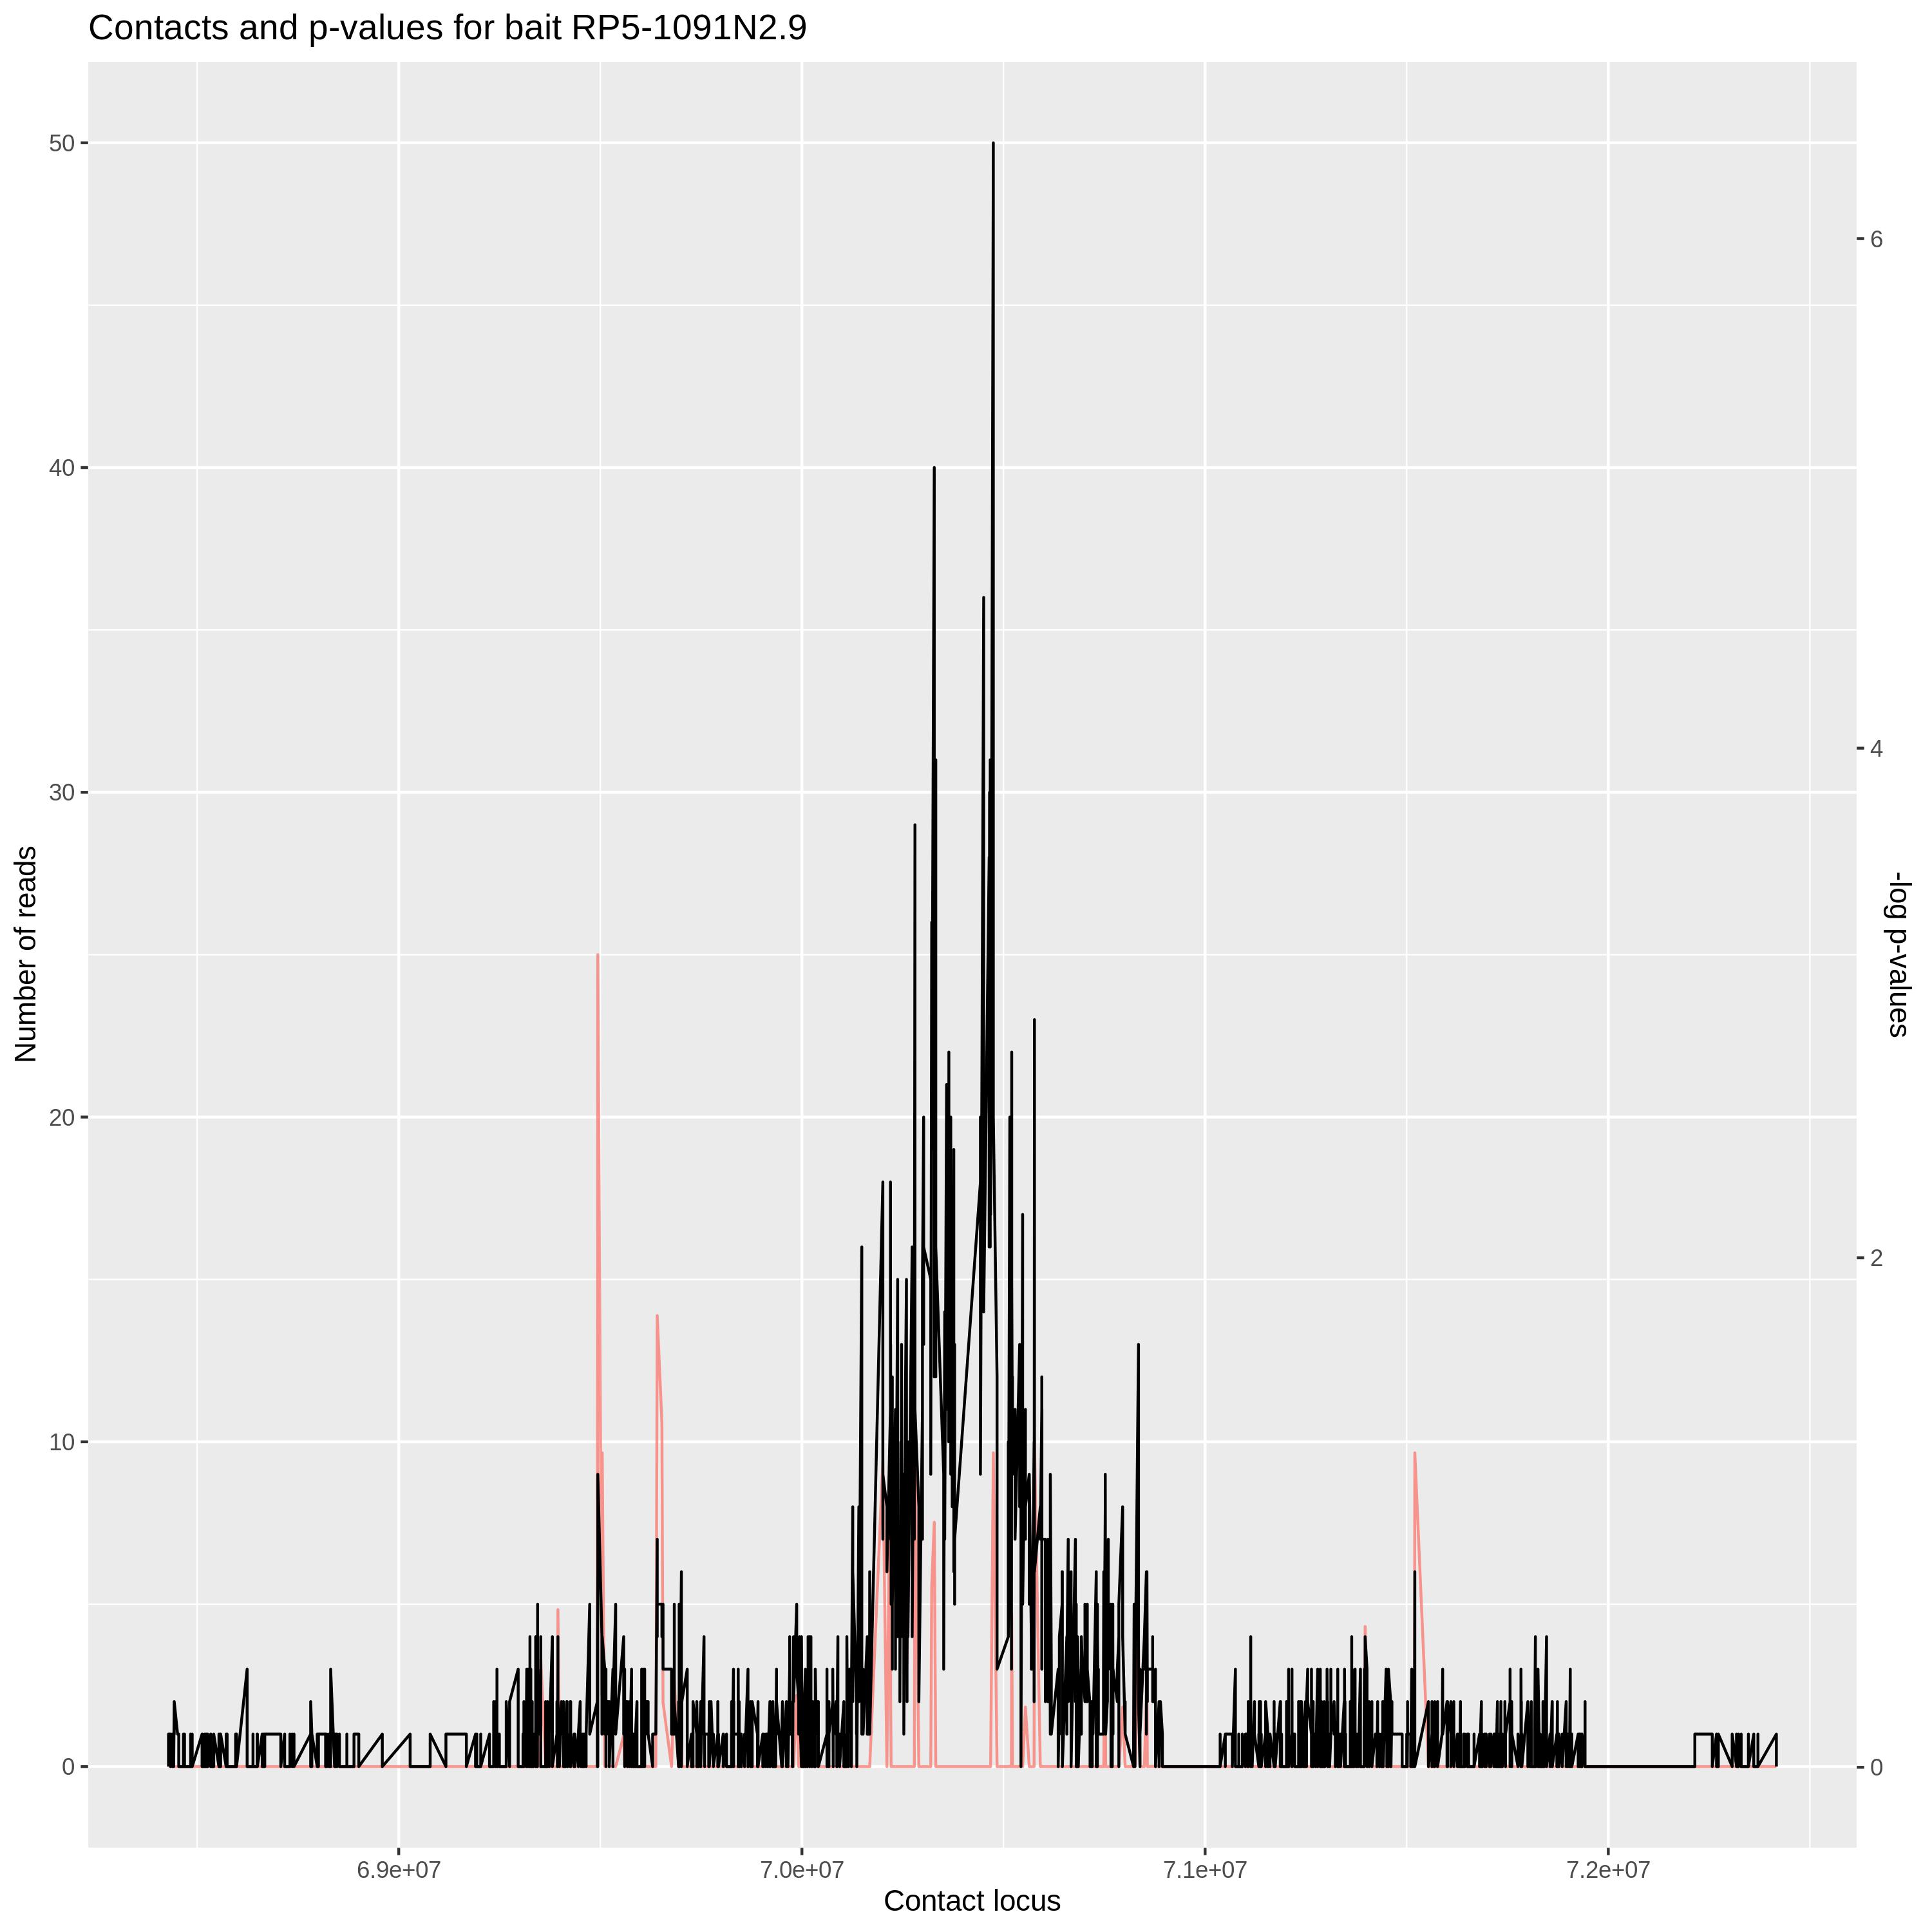 Contacts and p-values for bait RP5-1091N2.9
50
40
30
20
10
0
Number of reads
6
4
2
0
-log p-values
6.9e+07
7.0e+07
7.1e+07
7.2e+07
Contact locus